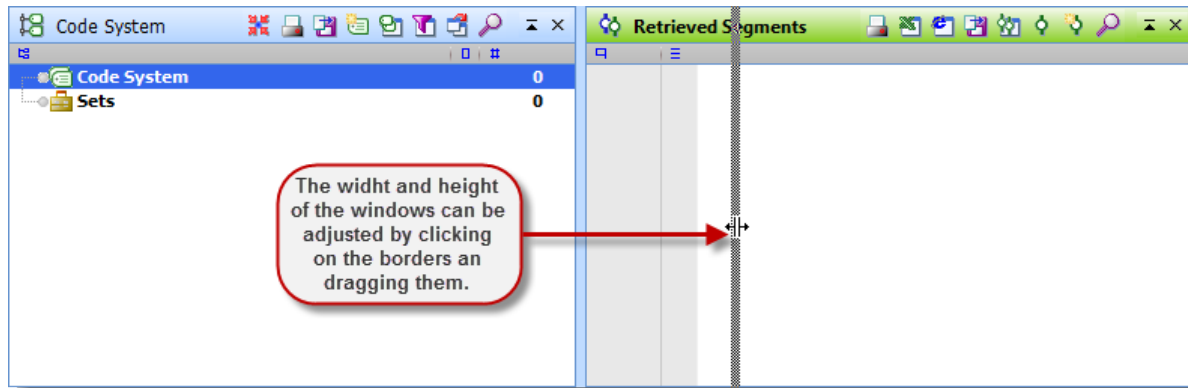 Code System
Retrieved Segments
#
Code System 0
Sets 0
The widht and height
of the windows can be
adjusted by clicking
on the borders an
dragging them.